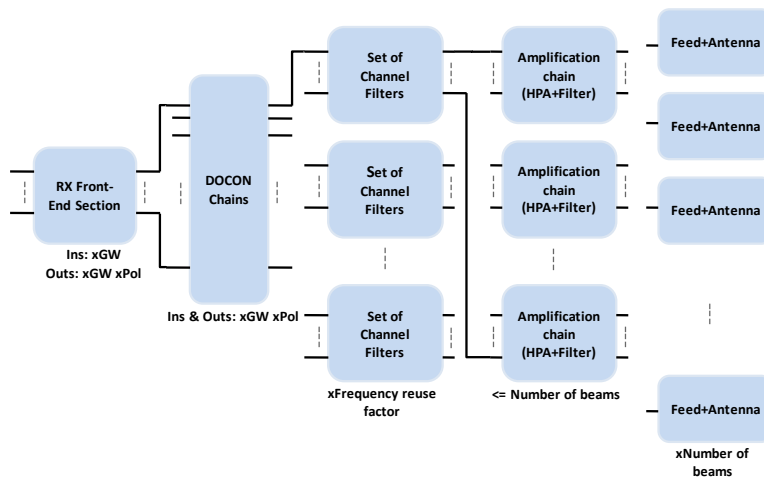 RX Front-
End Section
Ins: xGW
Outs: xGW xPol
DOCON
Chains
Ins & Outs: xGW xPol
Set of
Channel
Filters
Set of
Channel
Filters
Set of
Channel
Filters
xFrequency reuse
factor
Amplification
chain
(HPA+Filter)
Amplification
chain
(HPA+Filter)
Amplification
chain
(HPA+Filter)
<= Number of beams
Feed+Antenna
Feed+Antenna
Feed+Antenna
Feed+Antenna
xNumber of
beams